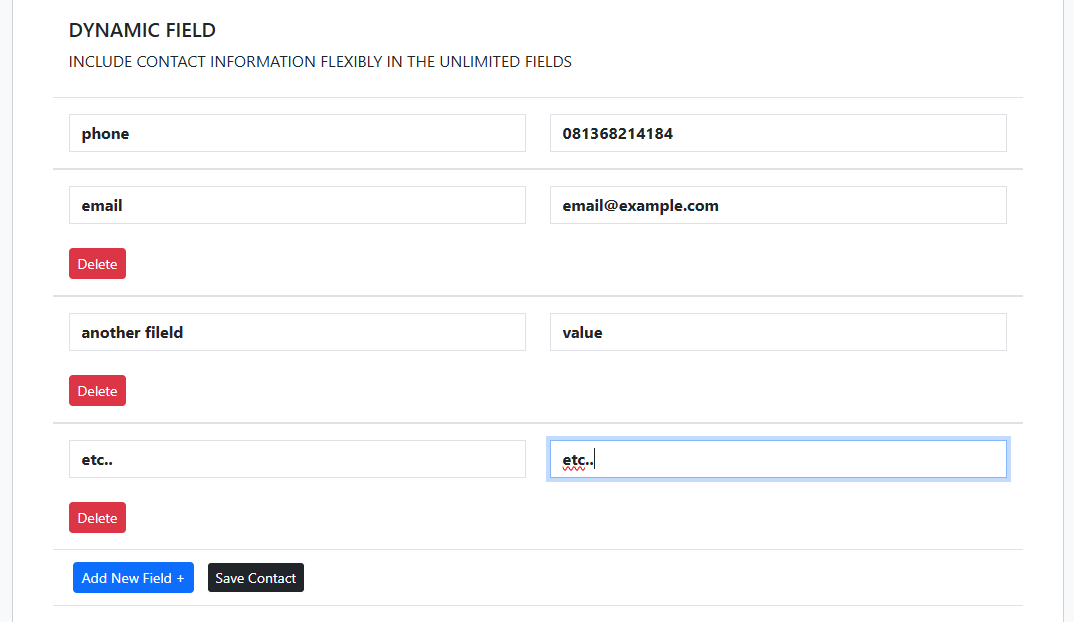 DYNAMIC FIELD
INCLUDE CONTACT INFORMATION FLEXIBLY IN THE UNLIMITED FIELDS
phone 081368214184
email email@example.com
Delete
another fileld value
Delete
etc.. etc..
Delete
Add New Field + Save Contact